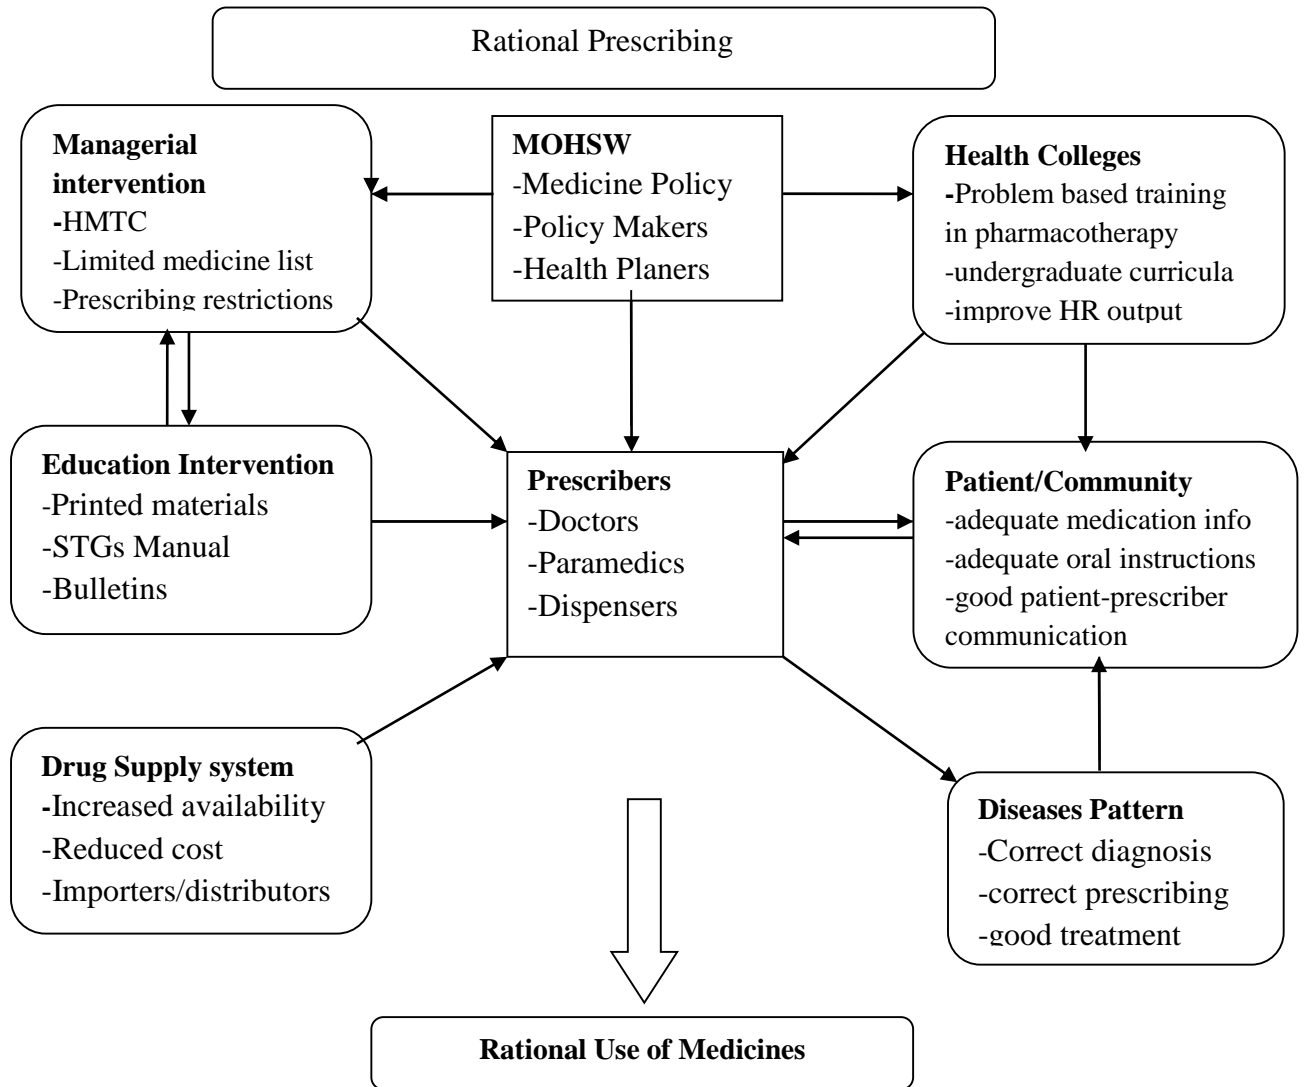 Rational Prescribing
Managerial
intervention
-HMTC
-Limited medicine list
-Prescribing restrictions
MOHSW
-Medicine Policy
-Policy Makers
-Health Planers
Health Colleges
-Problem based training
in pharmacotherapy
-undergraduate curricula
-improve HR output
Education Intervention
-Printed materials
-STGs Manual
-Bulletins
Prescribers
-Doctors
-Paramedics
-Dispensers
Patient/Community
-adequate medication info
-adequate oral instructions
-good patient-prescriber
communication
Drug Supply system
-Increased availability
-Reduced cost
-Importers/distributors
Diseases Pattern
-Correct diagnosis
-correct prescribing
-good treatment
Rational Use of Medicines